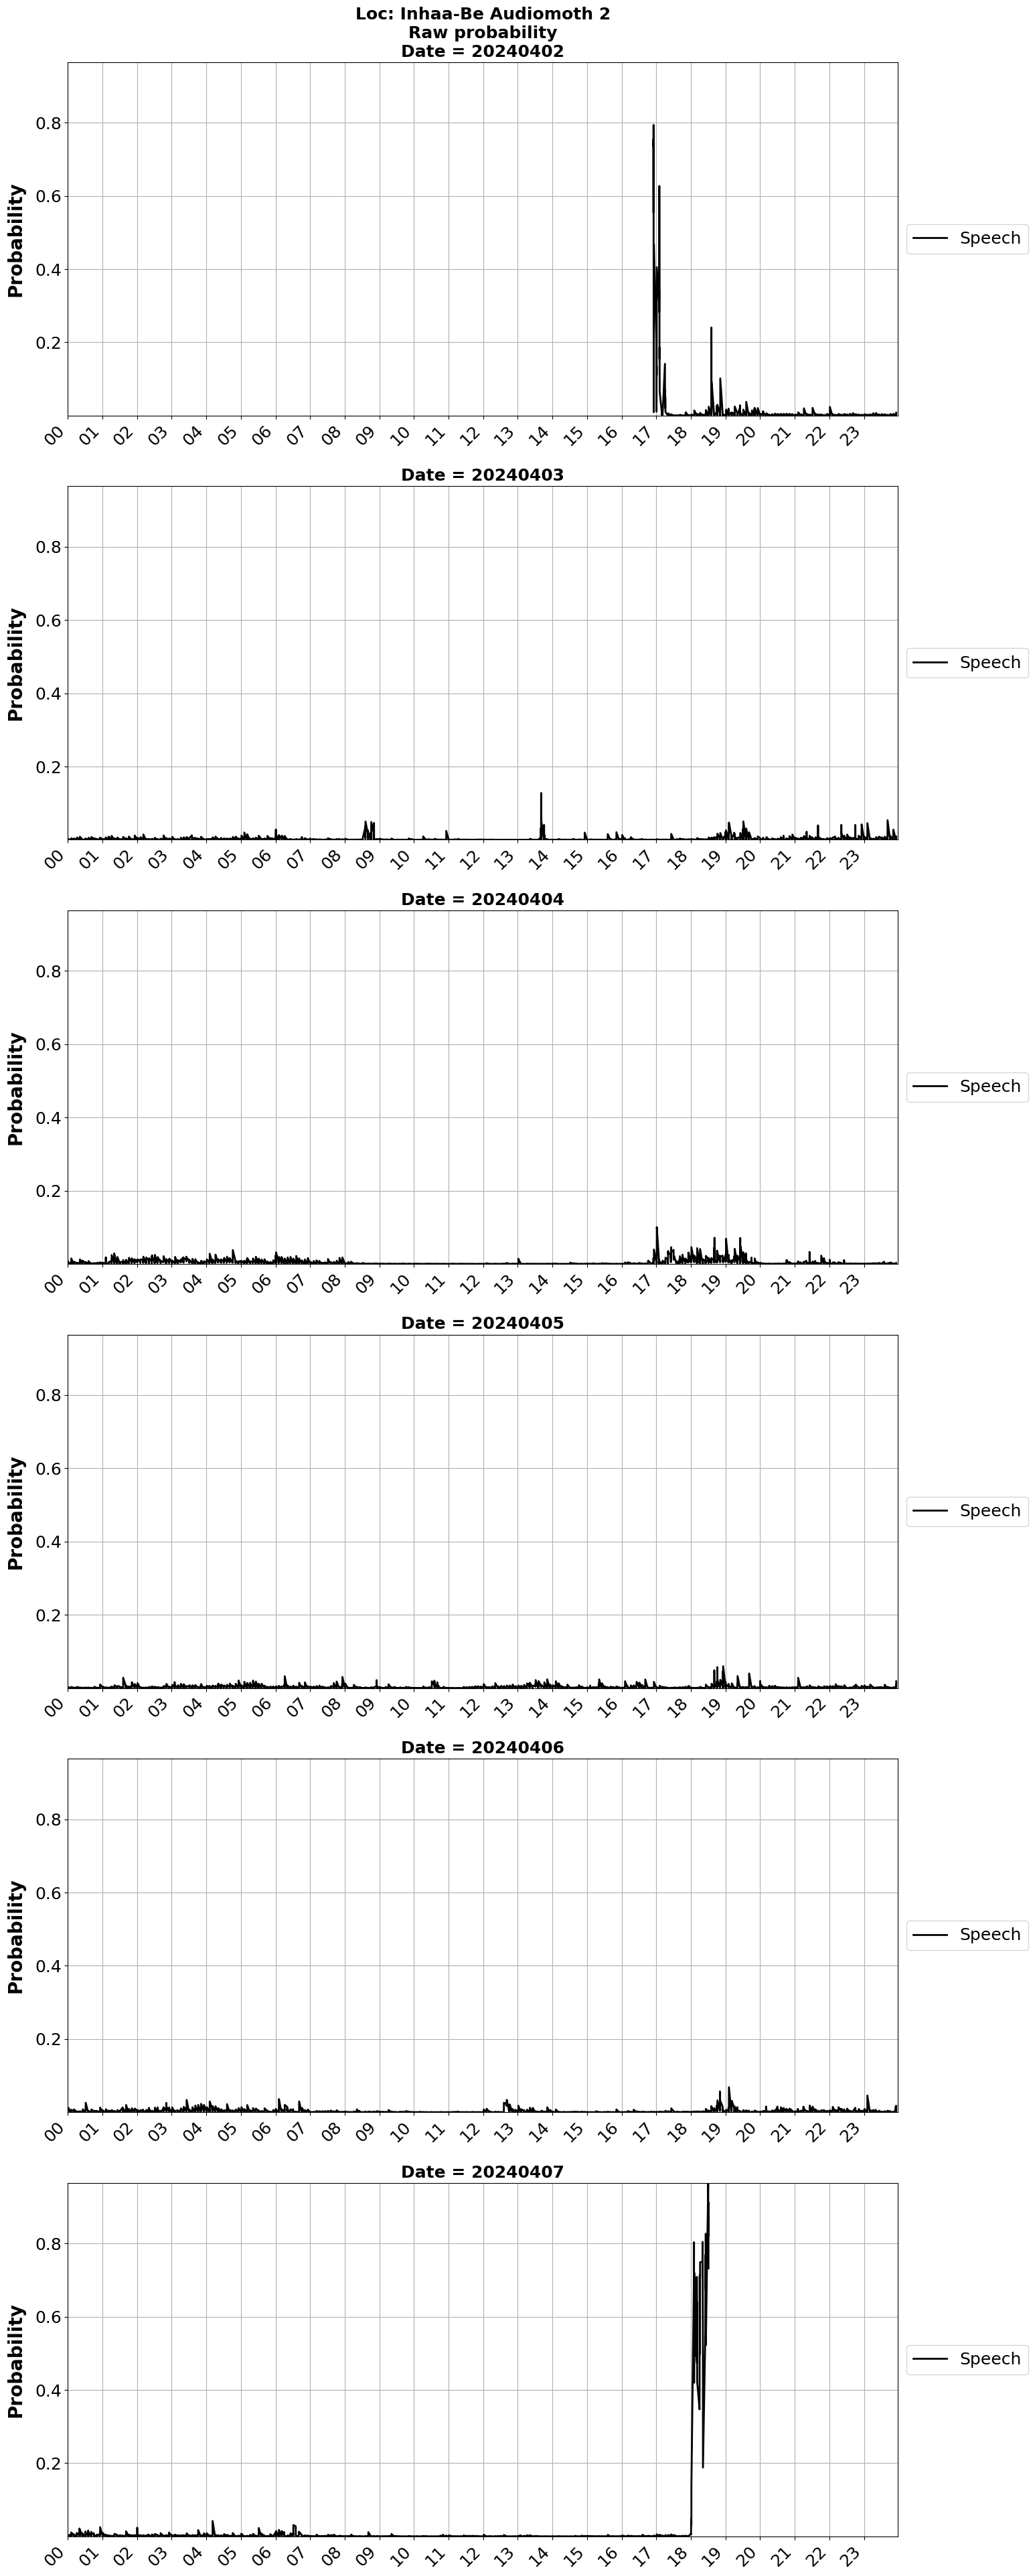 Loc: Inhaa-Be Audiomoth 2
Raw probability
Date = 20240402
Probability
0.8
0.6
0.4
0.2
00 01 02 03 04 05 06 07 08 09 10 11 12 13 14 15 16 17 18 19 20 21 22 23
Speech
Date = 20240403
Probability
0.8
0.6
0.4
0.2
00 01 02 03 04 05 06 07 08 09 10 11 12 13 14 15 16 17 18 19 20 21 22 23
Speech
Date = 20240404
Probability
0.8
0.6
0.4
0.2
00 01 02 03 04 05 06 07 08 09 10 11 12 13 14 15 16 17 18 19 20 21 22 23
Speech
Date = 20240405
Probability
0.8
0.6
0.4
0.2
00 01 02 03 04 05 06 07 08 09 10 11 12 13 14 15 16 17 18 19 20 21 22 23
Speech
Date = 20240406
Probability
0.8
0.6
0.4
0.2
00 01 02 03 04 05 06 07 08 09 10 11 12 13 14 15 16 17 18 19 20 21 22 23
Speech
Date = 20240407
Probability
0.8
0.6
0.4
0.2
00 01 02 03 04 05 06 07 08 09 10 11 12 13 14 15 16 17 18 19 20 21 22 23
Speech